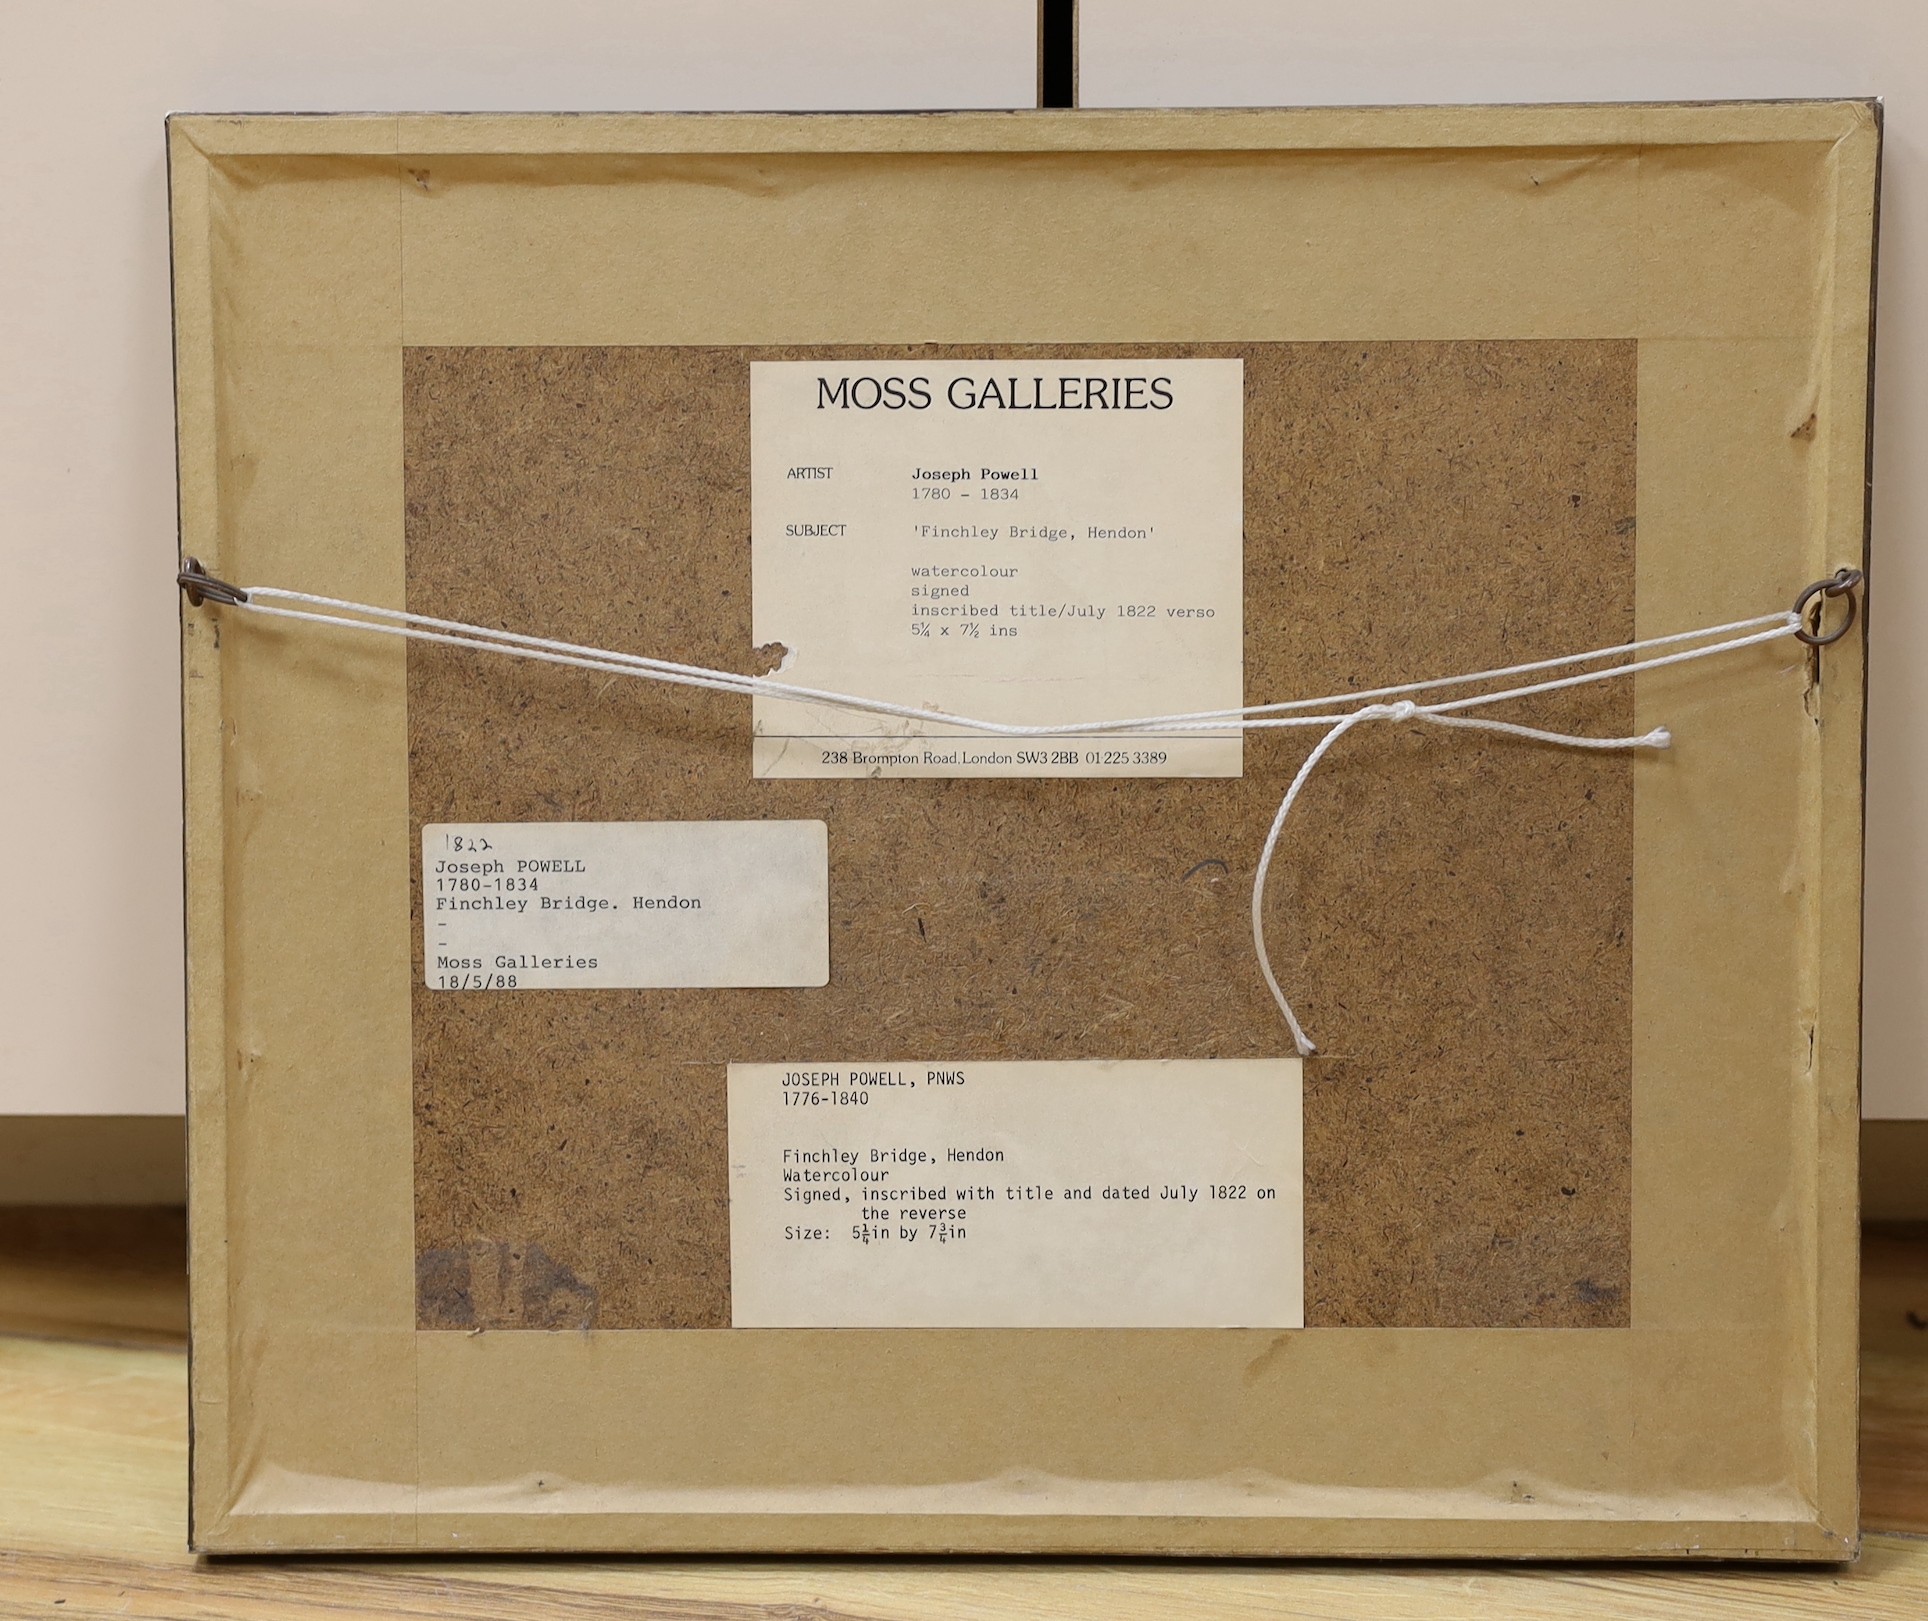 MOSS GALLERIES
ARTIST Joseph Powell
1780 - 1834
SUBJECT 'Finchley Bridge, Hendon'
watercolour
signed
inscribed title/July 1822 verso
5¼ x 7½ ins
238 Brompton Road, London SW3 2BB 01 225 3389
1822
Joseph POWELL
1780-1834
Finchley Bridge. Hendon
-
-
Moss Galleries
18/5/88
JOSEPH POWELL, PNWS
1776-1840
Finchley Bridge, Hendon
Watercolour
Signed, inscribed with title and dated July 1822 on
the reverse
Size: 5¼in by 7¾in